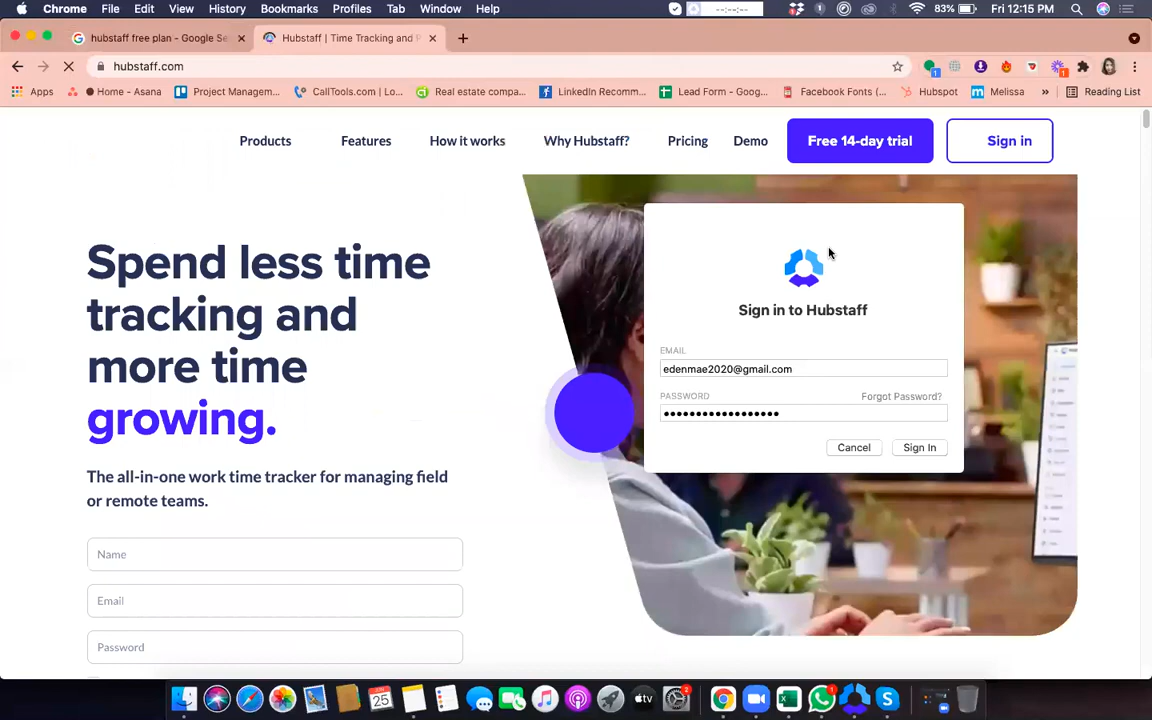 Chrome File Edit View History Bookmarks Profiles Tab Window Help --:--:-- 83% Fri 12:15 PM
hubstaff free plan - Google Se Hubstaff | Time Tracking and P
hubstaff.com
Apps Home - Asana Project Managem... CallTools.com | Lo... Real estate compa... LinkedIn Recomm... Lead Form - Goog... Facebook Fonts (... Hubspot Melissa » Reading List
Products Features How it works Why Hubstaff? Pricing Demo Free 14-day trial Sign in
Spend less time
tracking and
more time
growing.
The all-in-one work time tracker for managing field
or remote teams.
Name
Email
Password
Sign in to Hubstaff
EMAIL
edenmae2020@gmail.com
PASSWORD Forgot Password?
••••••••••••••••••
Cancel Sign In
JUN
25
tv
2
1